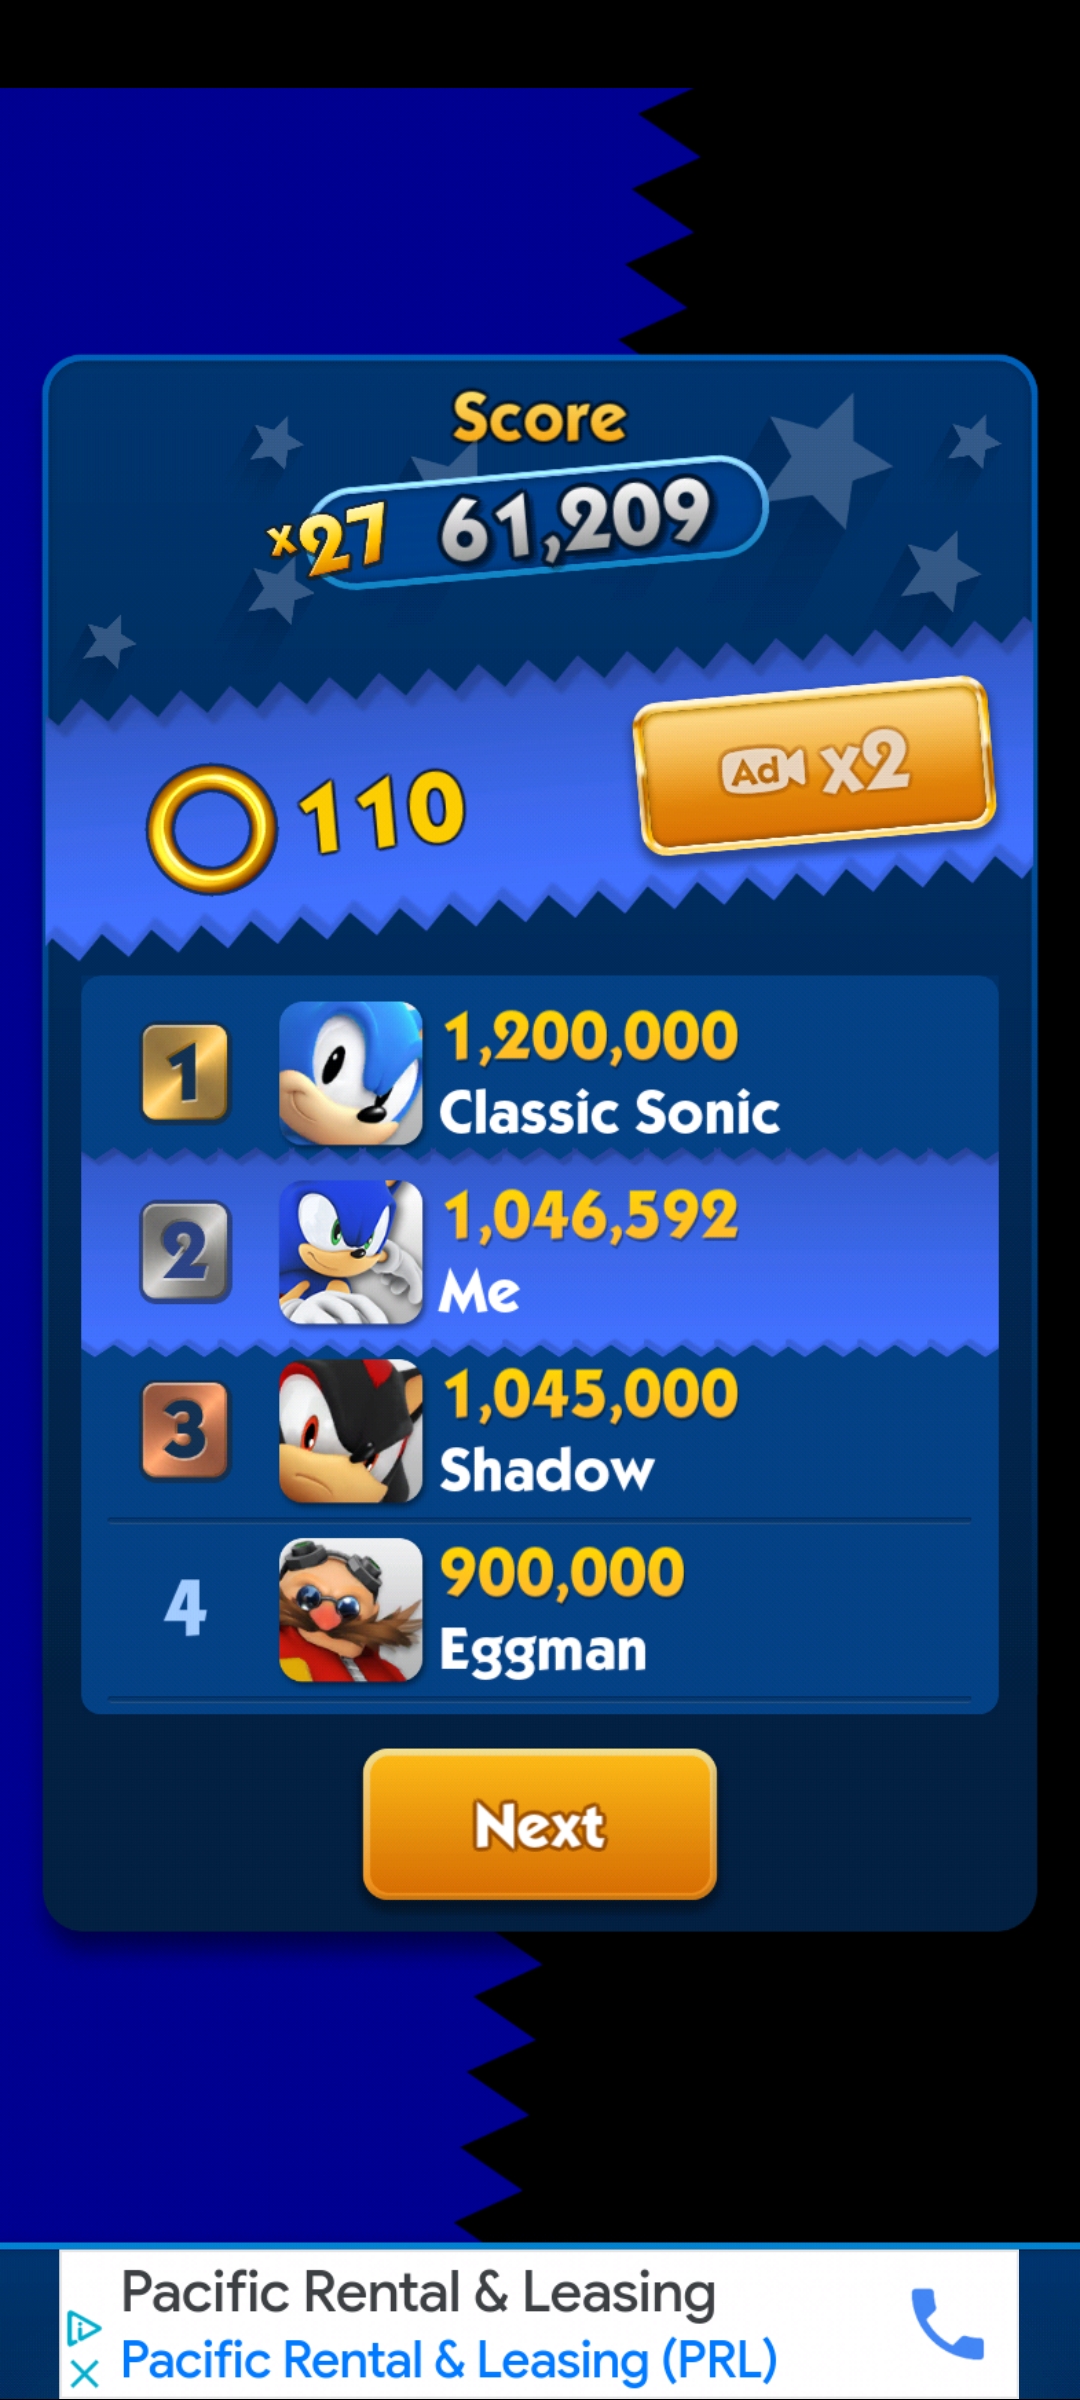 Score
x27 61,209
110
Ad x2
1 1,200,000
Classic Sonic
2 1,046,592
Me
3 1,045,000
Shadow
4 900,000
Eggman
Next
Pacific Rental & Leasing
Pacific Rental & Leasing (PRL)